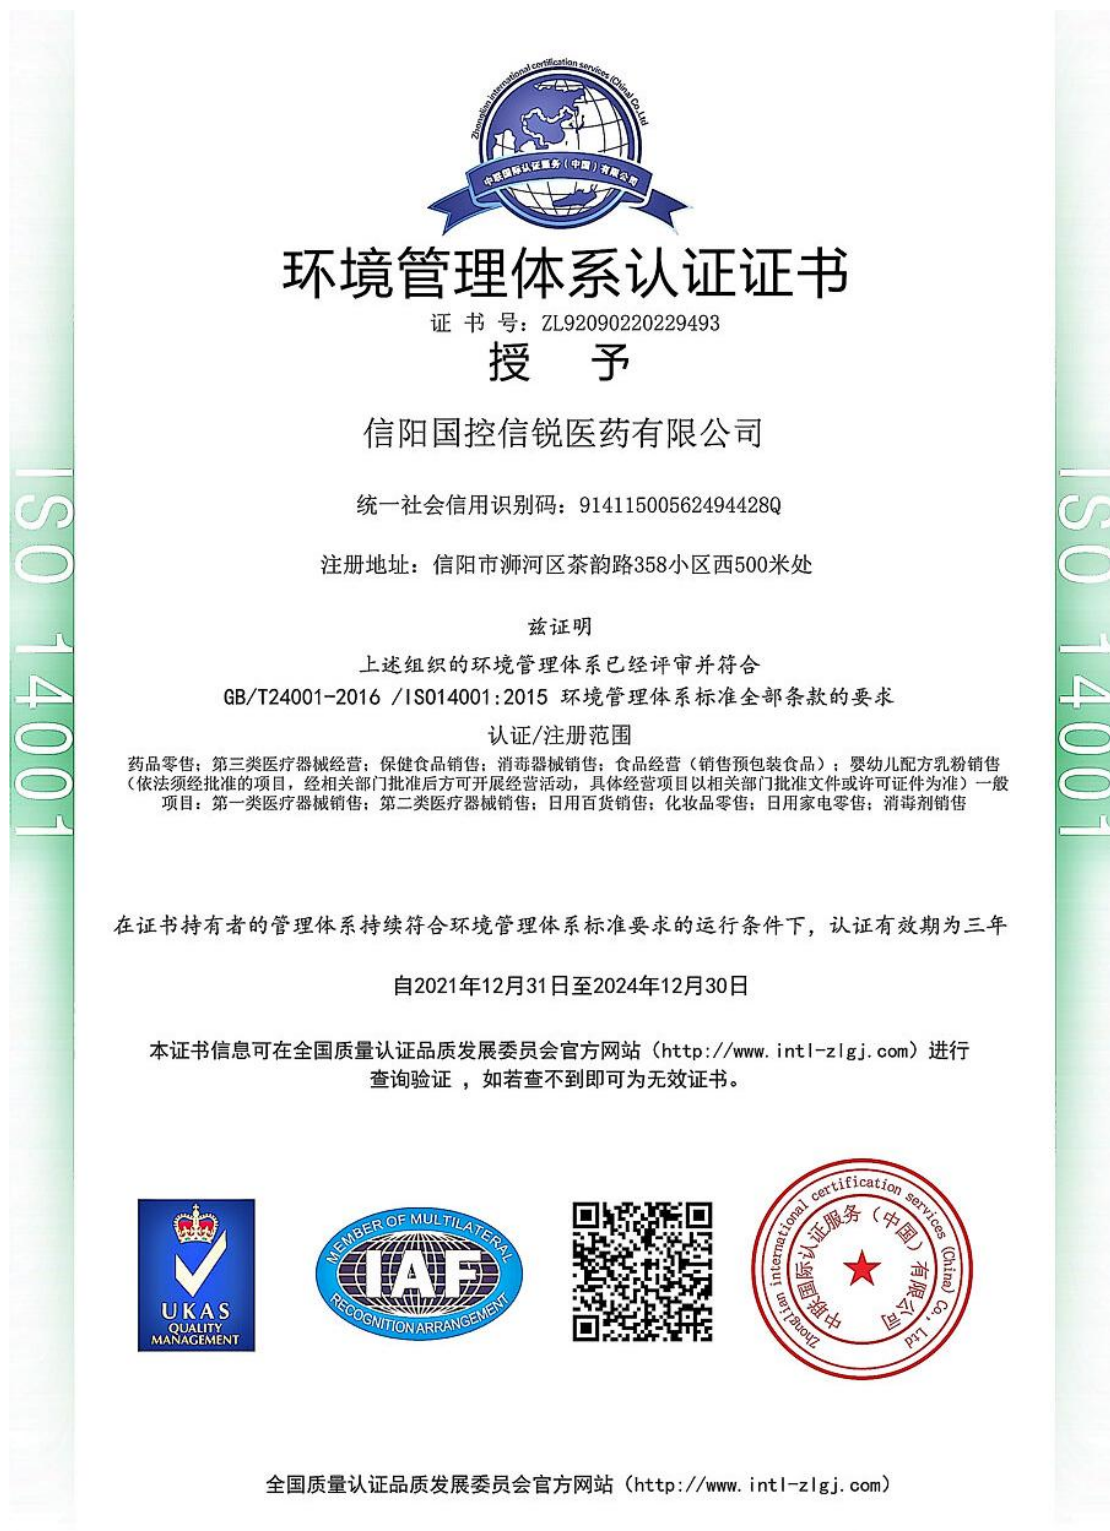 Zhonglian international certification services (China) Co.,Ltd
中联国际认证服务（中国）有限公司
环境管理体系认证证书
证 书 号：ZL92090220229493
授 予
信阳国控信锐医药有限公司
统一社会信用识别码：91411500562494428Q
注册地址：信阳市浉河区茶韵路358小区西500米处
兹证明
上述组织的环境管理体系已经评审并符合
GB/T24001-2016 /ISO14001:2015 环境管理体系标准全部条款的要求
认证/注册范围
药品零售；第三类医疗器械经营；保健食品销售；消毒器械销售；食品经营（销售预包装食品）；婴幼儿配方乳粉销售
（依法须经批准的项目，经相关部门批准后方可开展经营活动，具体经营项目以相关部门批准文件或许可证件为准）一般
项目：第一类医疗器械销售；第二类医疗器械销售；日用百货销售；化妆品零售；日用家电零售；消毒剂销售
在证书持有者的管理体系持续符合环境管理体系标准要求的运行条件下，认证有效期为三年
自2021年12月31日至2024年12月30日
本证书信息可在全国质量认证品质发展委员会官方网站（http://www.intl-zlgj.com）进行
查询验证 ，如若查不到即可为无效证书。
ISO 14001
ISO 14001
UKAS
QUALITY
MANAGEMENT
MEMBER OF MULTILATERAL
IAF
RECOGNITION ARRANGEMENT
Zhonglian international certification services (China) Co., Ltd
中联国际认证服务（中国）有限公司
全国质量认证品质发展委员会官方网站（http://www.intl-zlgj.com）